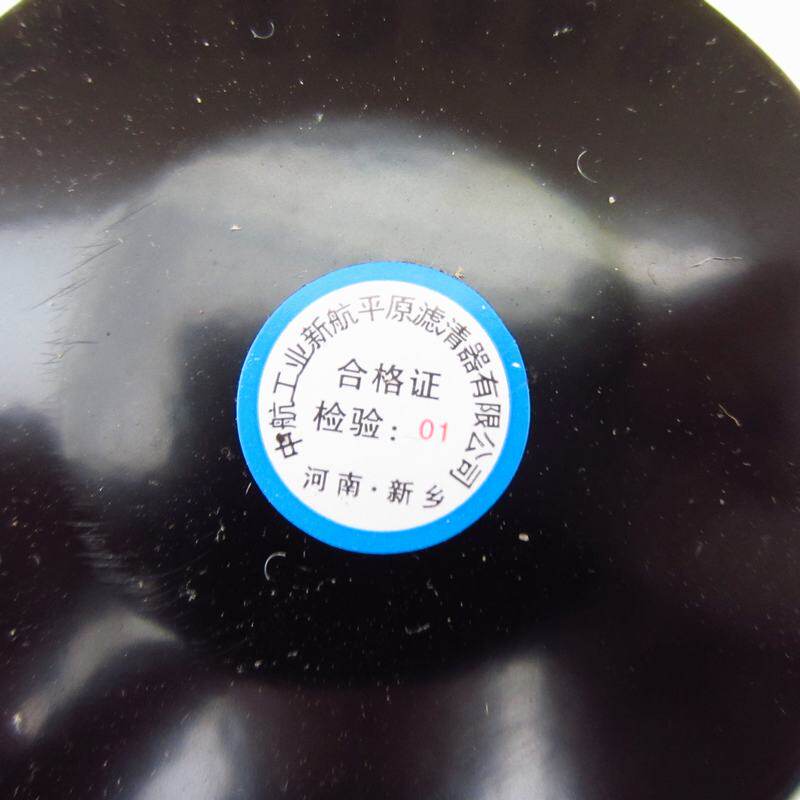 中航工业新航平原滤清器有限公司
合格证
检验：01
河南·新乡